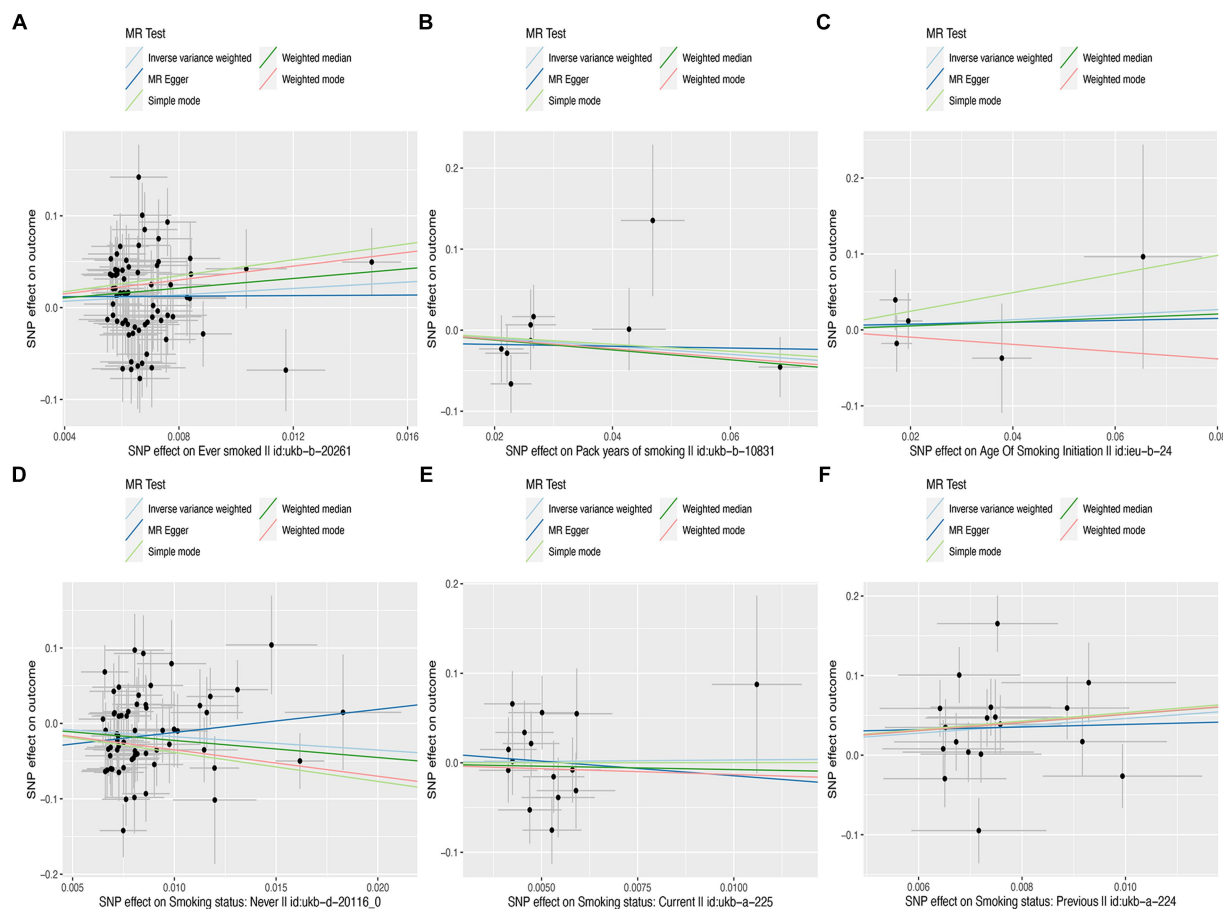 A
MR Test
Inverse variance weighted
Weighted median
MR Egger
Weighted mode
Simple mode
SNP effect on outcome
0.1
0.0
−0.1
0.004
0.008
0.012
0.016
SNP effect on Ever smoked II id:ukb−b−20261
B
MR Test
Inverse variance weighted
Weighted median
MR Egger
Weighted mode
Simple mode
SNP effect on outcome
0.2
0.1
0.0
−0.1
0.02
0.04
0.06
SNP effect on Pack years of smoking II id:ukb−b−10831
C
MR Test
Inverse variance weighted
Weighted median
MR Egger
Weighted mode
Simple mode
SNP effect on outcome
0.2
0.1
0.0
−0.1
0.02
0.04
0.06
0.08
SNP effect on Age Of Smoking Initiation II id:ieu−b−24
D
MR Test
Inverse variance weighted
Weighted median
MR Egger
Weighted mode
Simple mode
SNP effect on outcome
0.1
0.0
−0.1
−0.2
0.005
0.010
0.015
0.020
SNP effect on Smoking status: Never II id:ukb−d−20116_0
E
MR Test
Inverse variance weighted
Weighted median
MR Egger
Weighted mode
Simple mode
SNP effect on outcome
0.2
0.1
0.0
−0.1
0.0050
0.0075
0.0100
SNP effect on Smoking status: Current II id:ukb−a−225
F
MR Test
Inverse variance weighted
Weighted median
MR Egger
Weighted mode
Simple mode
SNP effect on outcome
0.2
0.1
0.0
−0.1
0.006
0.008
0.010
SNP effect on Smoking status: Previous II id:ukb−a−224